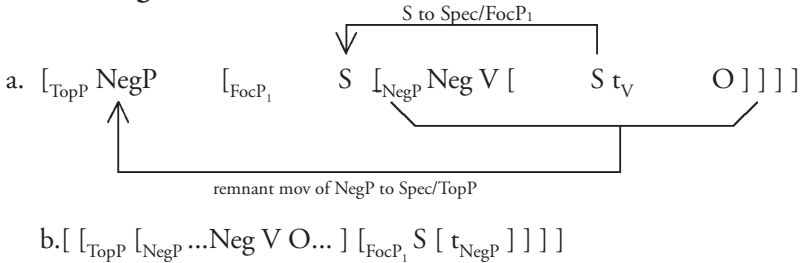 S to Spec/FocP₁
a. [TopP NegP [FocP₁ S [NegP Neg V [ S tV O ] ] ] ]
remnant mov of NegP to Spec/TopP
b.[ [TopP [NegP ...Neg V O... ] [FocP₁ S [ tNegP ] ] ] ]